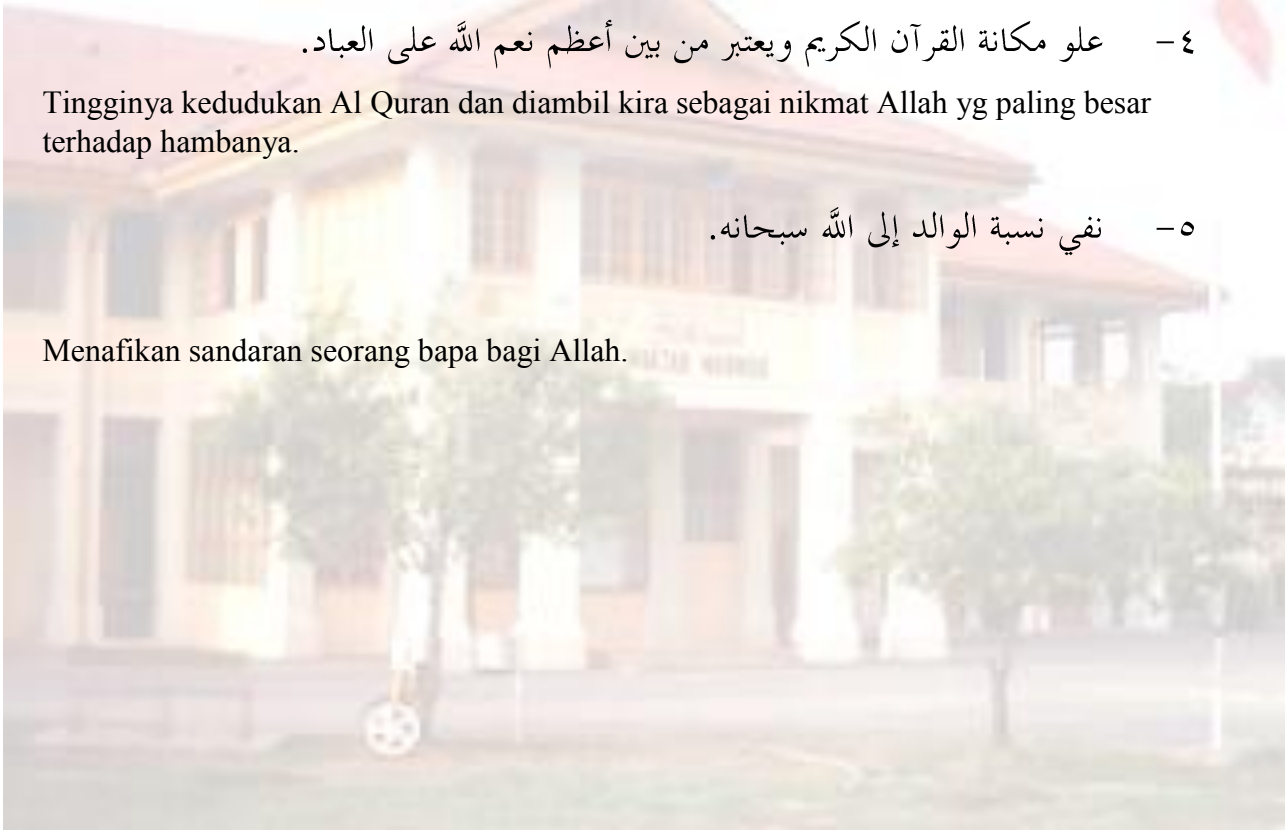 ٤- علو مكانة القرآن الكريم ويعتبر من بين أعظم نعم الله على العباد.
Tingginya kedudukan Al Quran dan diambil kira sebagai nikmat Allah yg paling besar
terhadap hambanya.
٥- نفي نسبة الوالد إلى الله سبحانه.
Menafikan sandaran seorang bapa bagi Allah.